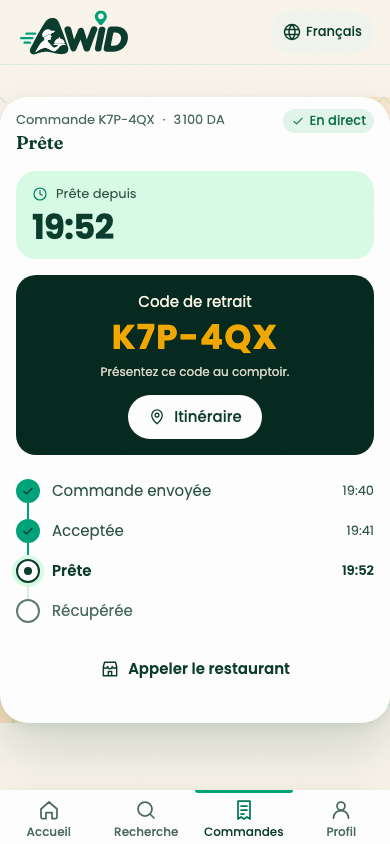 AWID
Français
Commande K7P-4QX · 3 100 DA
En direct
Prête
Prête depuis
19:52
Code de retrait
K7P-4QX
Présentez ce code au comptoir.
Itinéraire
Commande envoyée 19:40
Acceptée 19:41
Prête 19:52
Récupérée
Appeler le restaurant
Accueil Recherche Commandes Profil